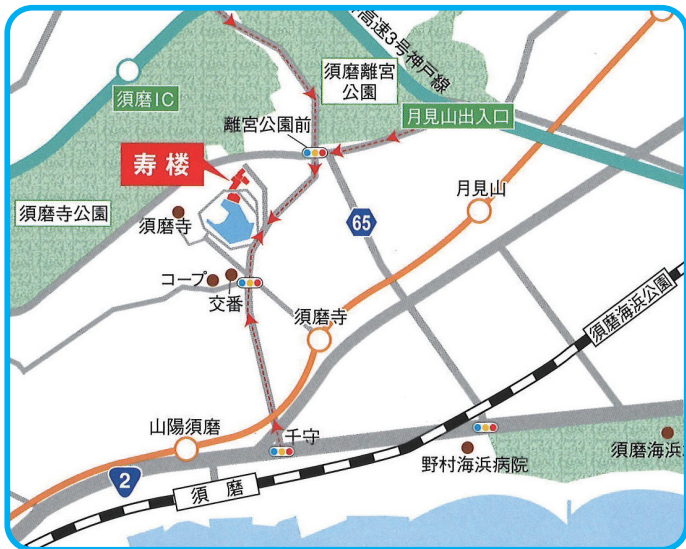 高速3号神戸線
須磨IC
須磨離宮
公園
離宮公園前
月見山出入口
寿楼
須磨寺公園
須磨寺
月見山
65
コープ
交番
須磨寺
須磨海浜公園
山陽須磨
千守
2
須磨
野村海浜病院
須磨海浜